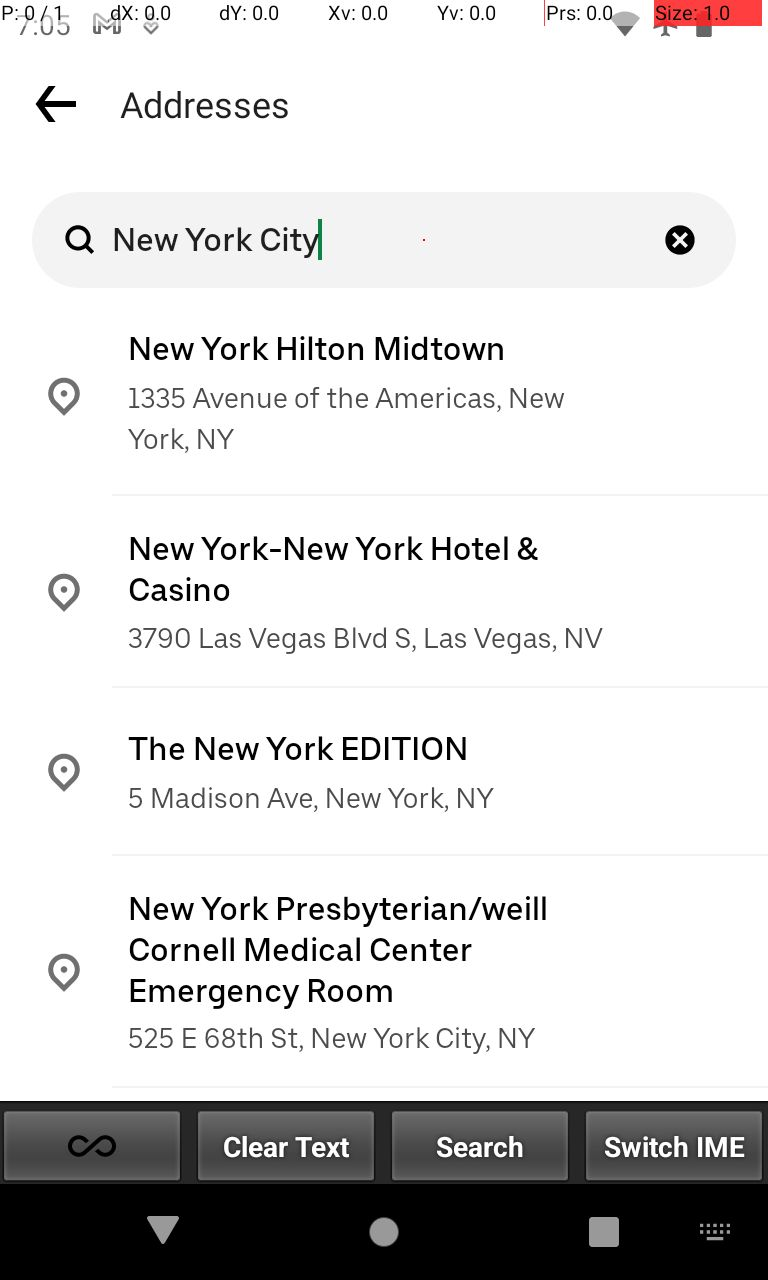 P: 0 / 1 dX: 0.0 dY: 0.0 Xv: 0.0 Yv: 0.0 Prs: 0.0 Size: 1.0
7:05
Addresses
New York City
New York Hilton Midtown
1335 Avenue of the Americas, New
York, NY
New York-New York Hotel &
Casino
3790 Las Vegas Blvd S, Las Vegas, NV
The New York EDITION
5 Madison Ave, New York, NY
New York Presbyterian/weill
Cornell Medical Center
Emergency Room
525 E 68th St, New York City, NY
Clear Text Search Switch IME